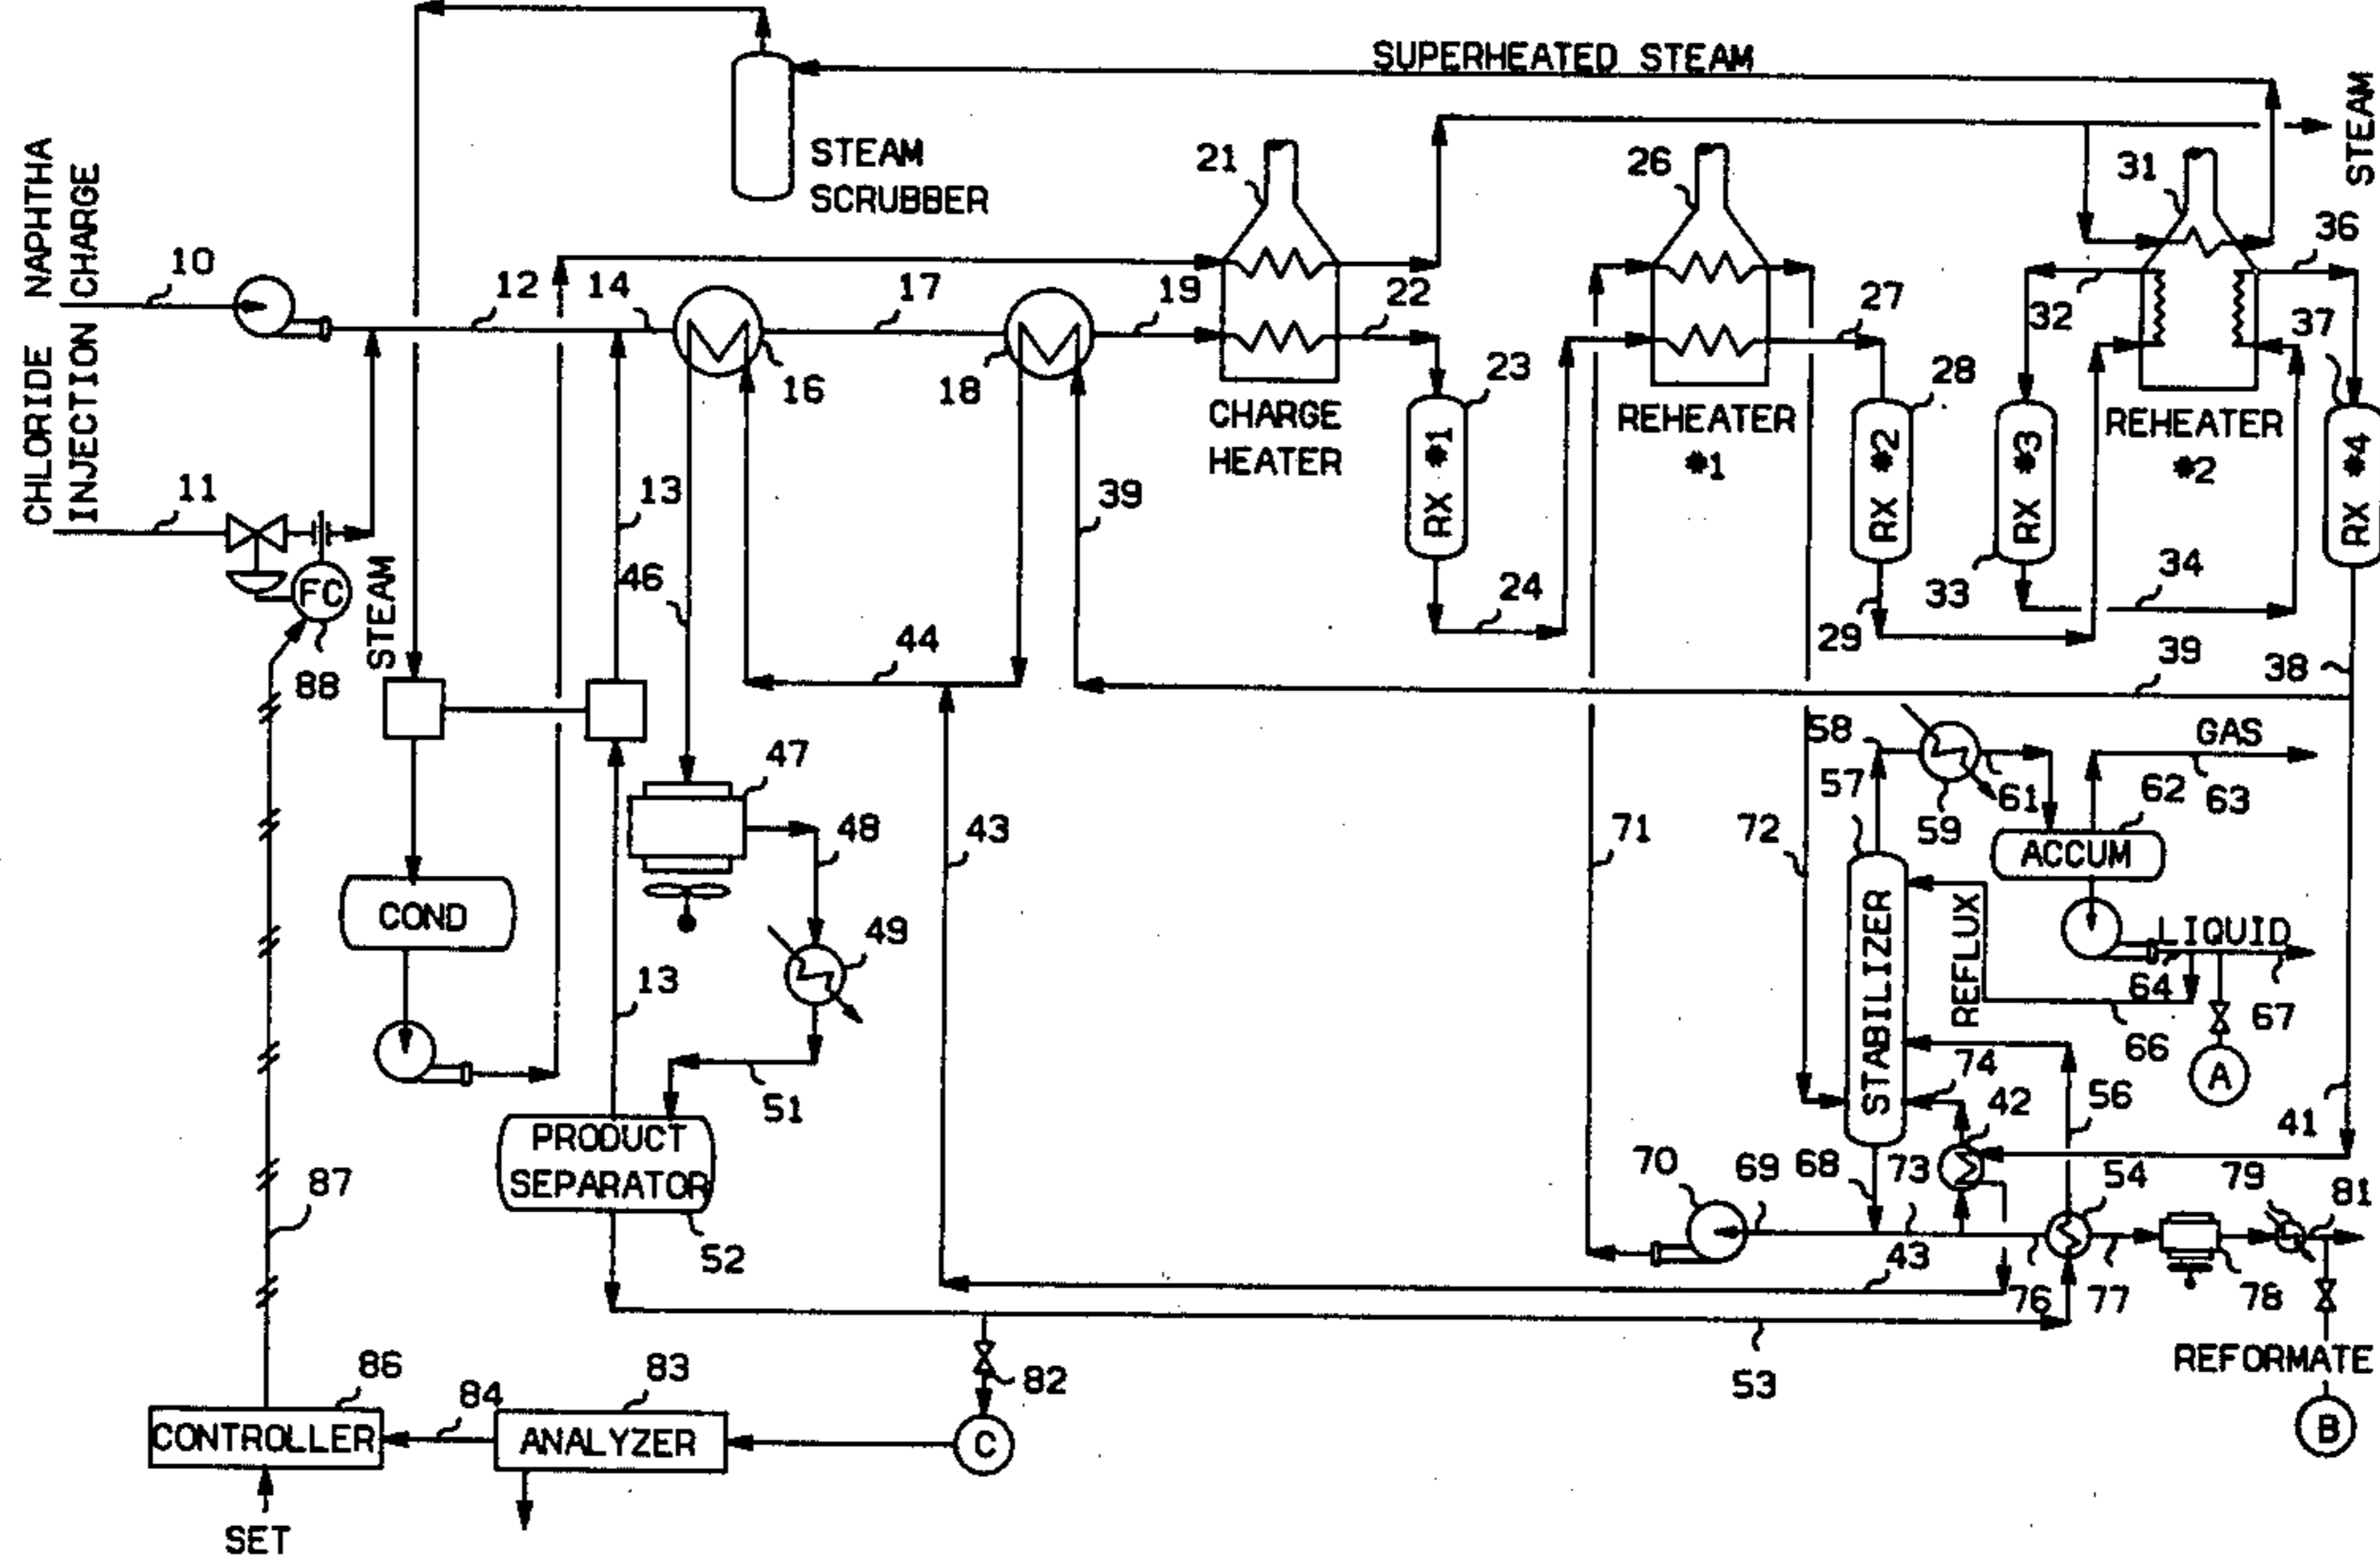 SUPERHEATED STEAM
STEAM
STEAM
SCRUBBER
CHLORIDE NAPHTHA
INJECTION CHARGE
10
12
14
17
19
21
22
26
27
31
32
36
37
16
18
23
28
CHARGE
HEATER
REHEATER
*1
REHEATER
*2
RX *1
RX *2
RX *3
RX *4
11
13
39
FC
STEAM
46
24
33
34
29
88
44
39
38
47
58
GAS
57
61
62
63
59
48
43
71
72
ACCUM
COND
49
STABILIZER
REFLUX
LIQUID
64
67
13
66
A
74
56
51
42
41
PRODUCT
SEPARATOR
87
70
69
68
73
54
79
81
52
43
76
77
78
REFORMATE
53
86
84
83
82
CONTROLLER
ANALYZER
C
B
SET